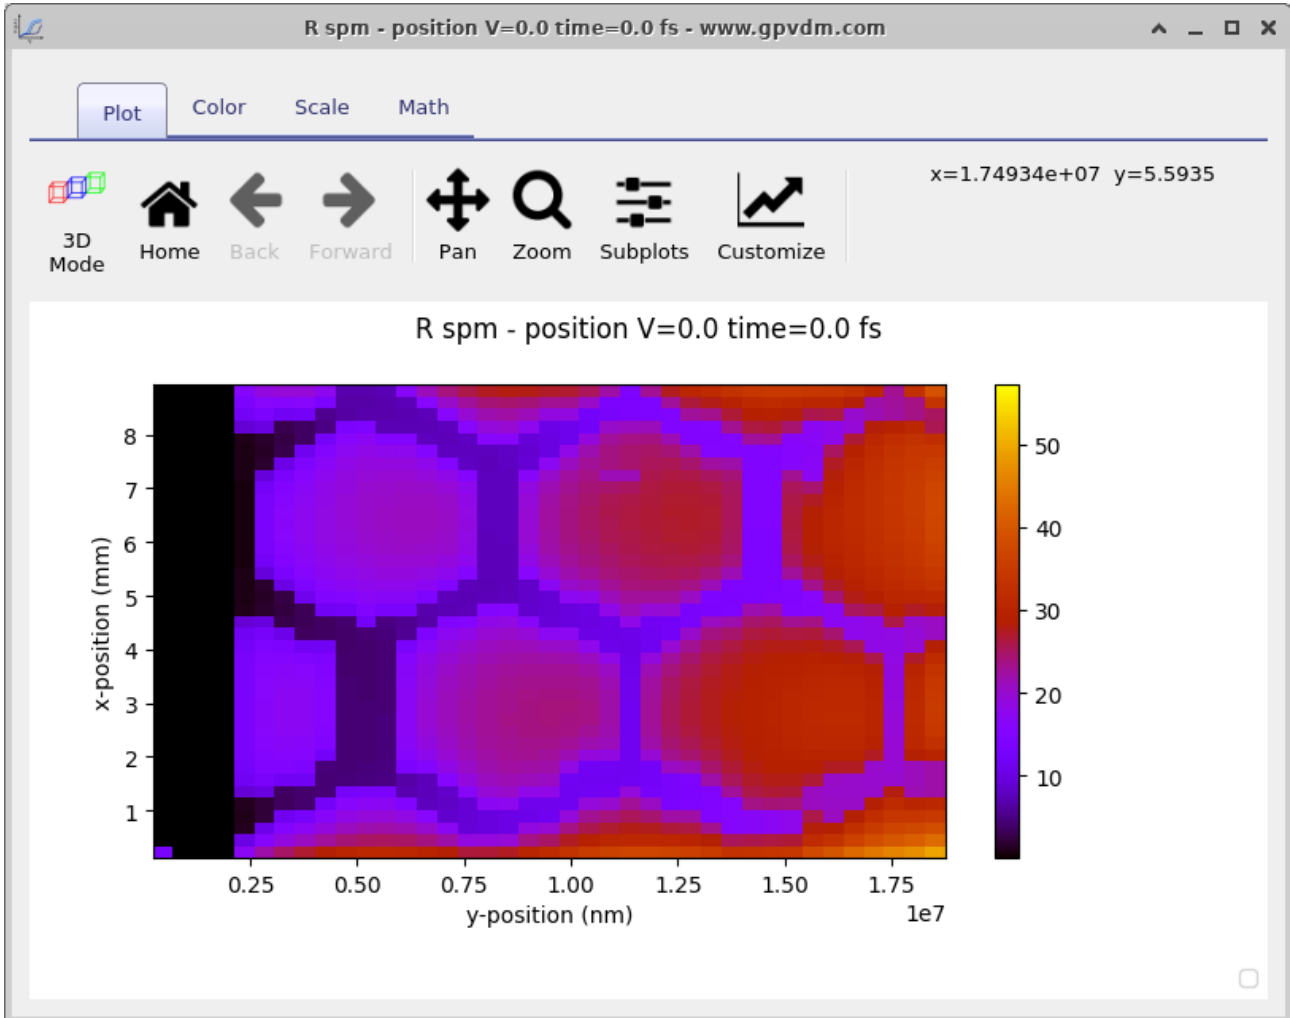 R spm - position V=0.0 time=0.0 fs - www.gpvdm.com
Plot
Color
Scale
Math
x=1.74934e+07 y=5.5935
3D
Mode
Home
Back
Forward
Pan
Zoom
Subplots
Customize
R spm - position V=0.0 time=0.0 fs
x-position (mm)
8
7
6
5
4
3
2
1
50
40
30
20
10
0.25 0.50 0.75 1.00 1.25 1.50 1.75
y-position (nm)
1e7